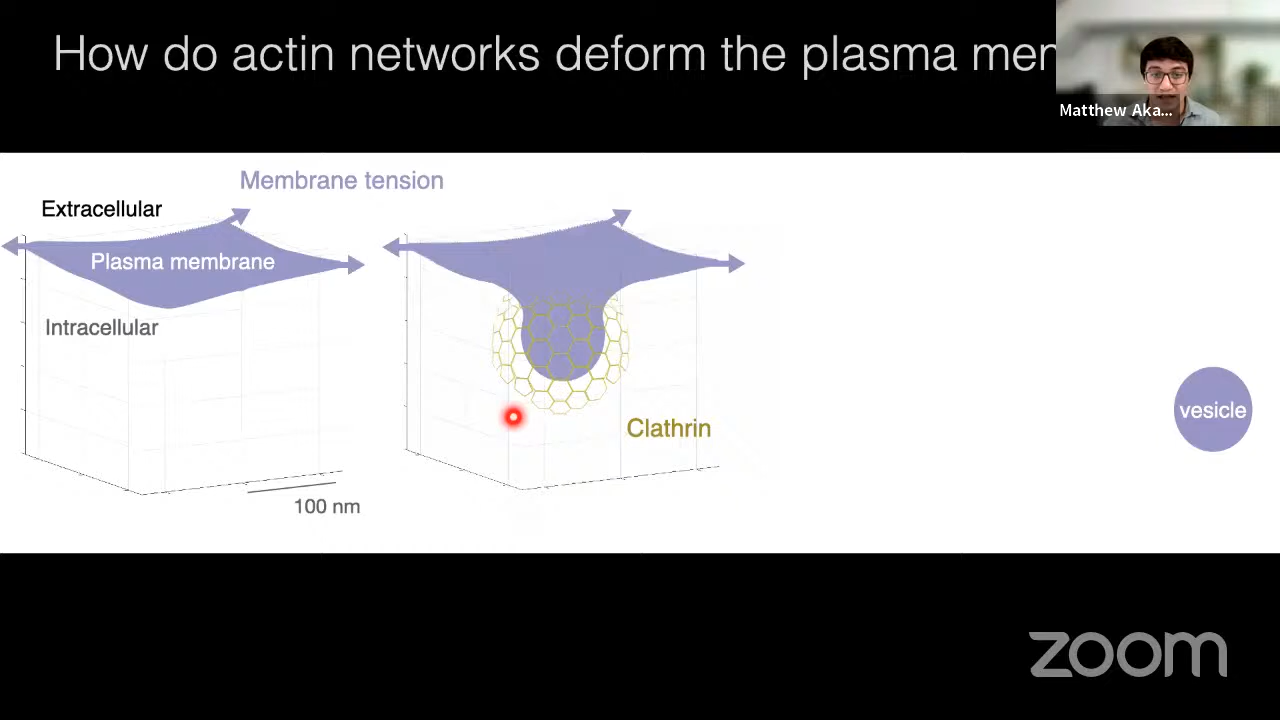 How do actin networks deform the plasma mem
Matthew Aka...
Membrane tension
Extracellular
Plasma membrane
Intracellular
100 nm
Clathrin
vesicle
zoom